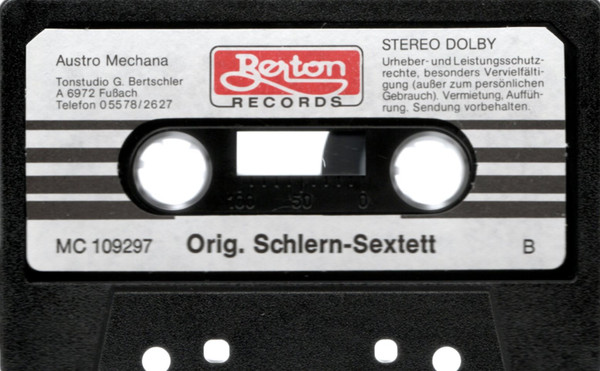 Austro Mechana
Tonstudio G. Bertschler
A 6972 Fußach
Telefon 05578/2627
Berton
RECORDS
STEREO DOLBY
Urheber- und Leistungsschutz-
rechte, besonders Vervielfälti-
gung (außer zum persönlichen
Gebrauch). Vermietung, Auffüh-
rung. Sendung vorbehalten.
100 50 0
MC 109297 Orig. Schlern-Sextett B